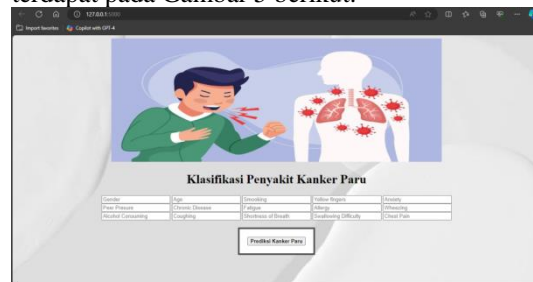 terdapat pada Gambar 3 berikut.
127.0.0.1:5000
Import favorites Copilot with GPT-4
Klasifikasi Penyakit Kanker Paru
Gender Age Smoking Yellow fingers Anxiety
Peer Pressure Chronic Disease Fatigue Allergy Wheezing
Alcohol Consuming Coughing Shortness of Breath Swallowing Difficulty Chest Pain
Prediksi Kanker Paru